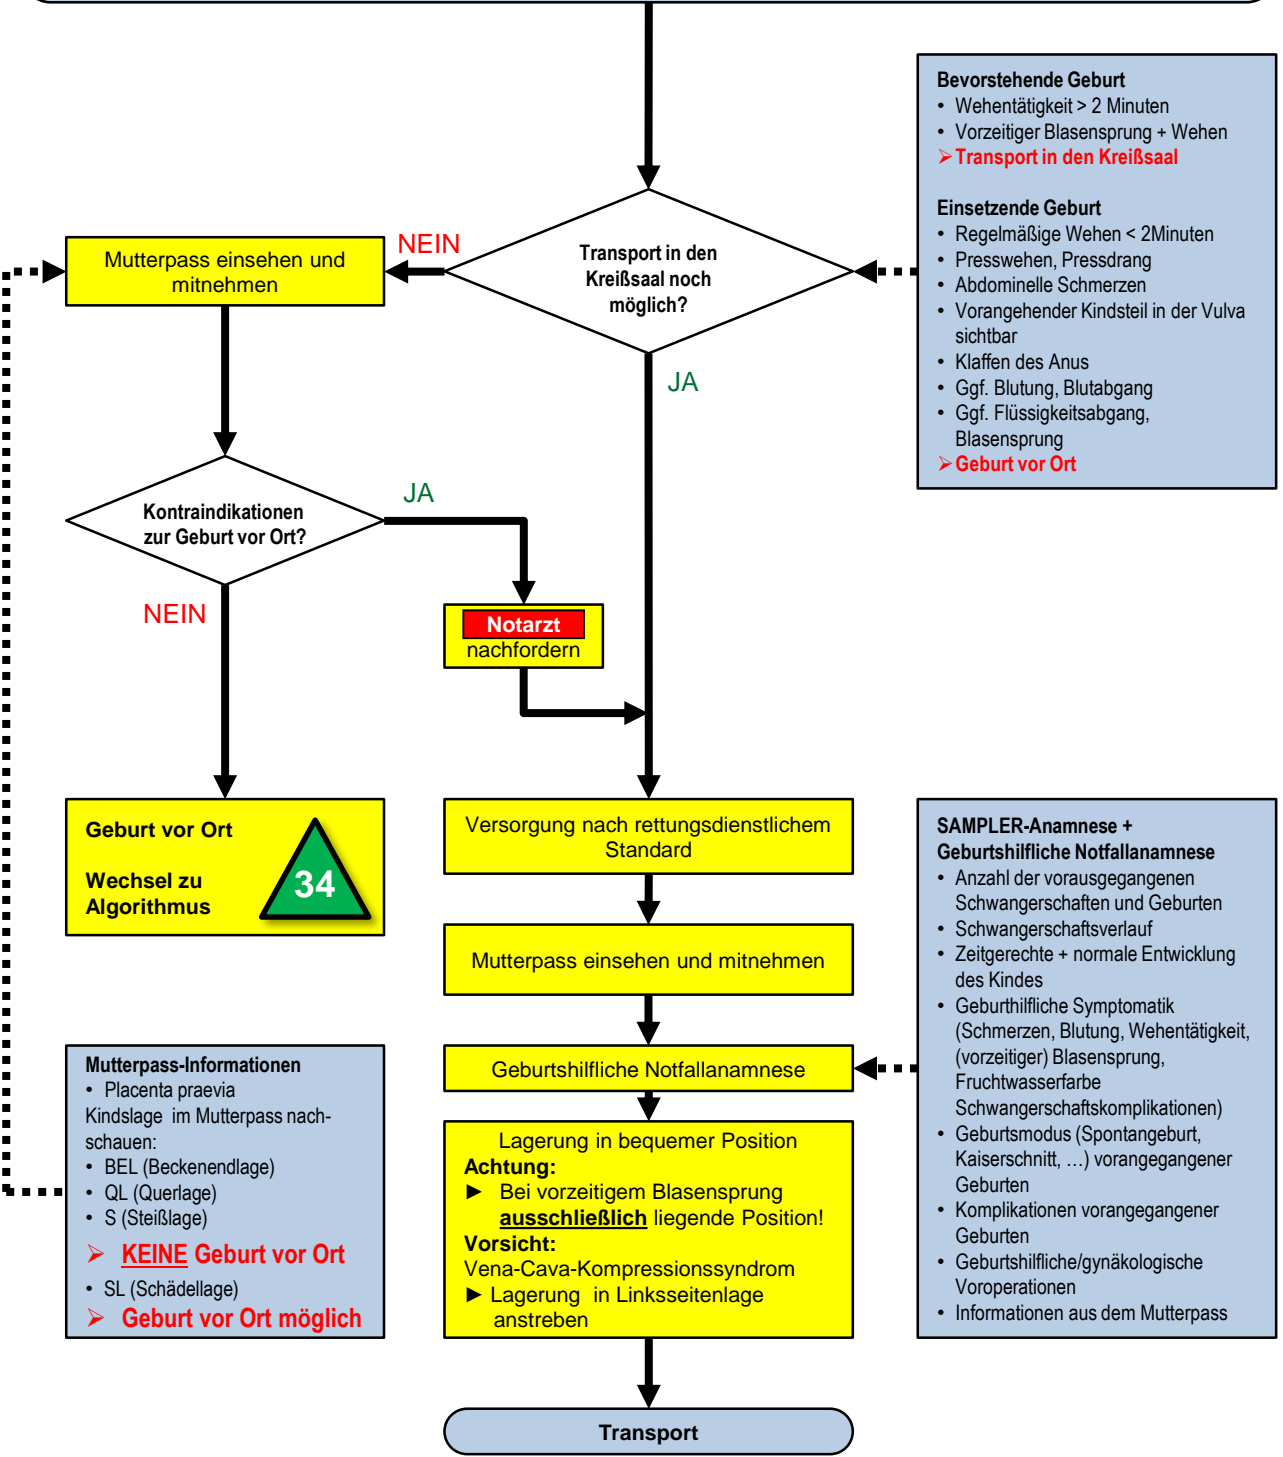 Bevorstehende Geburt
• Wehentätigkeit > 2 Minuten
• Vorzeitiger Blasensprung + Wehen
➢ Transport in den Kreißsaal
Einsetzende Geburt
• Regelmäßige Wehen < 2Minuten
• Presswehen, Pressdrang
• Abdominelle Schmerzen
• Vorangehender Kindsteil in der Vulva
sichtbar
• Klaffen des Anus
• Ggf. Blutung, Blutabgang
• Ggf. Flüssigkeitsabgang,
Blasensprung
➢ Geburt vor Ort
Transport in den
Kreißsaal noch
möglich?
NEIN
JA
Mutterpass einsehen und
mitnehmen
Kontraindikationen
zur Geburt vor Ort?
JA
NEIN
Notarzt
nachfordern
Geburt vor Ort
Wechsel zu
Algorithmus
34
Versorgung nach rettungsdienstlichem
Standard
Mutterpass einsehen und mitnehmen
Geburtshilfliche Notfallanamnese
Lagerung in bequemer Position
Achtung:
► Bei vorzeitigem Blasensprung
ausschließlich liegende Position!
Vorsicht:
Vena-Cava-Kompressionssyndrom
► Lagerung in Linksseitenlage
anstreben
Transport
SAMPLER-Anamnese +
Geburtshilfliche Notfallanamnese
• Anzahl der vorausgegangenen
Schwangerschaften und Geburten
• Schwangerschaftsverlauf
• Zeitgerechte + normale Entwicklung
des Kindes
• Geburthilfliche Symptomatik
(Schmerzen, Blutung, Wehentätigkeit,
(vorzeitiger) Blasensprung,
Fruchtwasserfarbe
Schwangerschaftskomplikationen)
• Geburtsmodus (Spontangeburt,
Kaiserschnitt, …) vorangegangener
Geburten
• Komplikationen vorangegangener
Geburten
• Geburtshilfliche/gynäkologische
Voroperationen
• Informationen aus dem Mutterpass
Mutterpass-Informationen
• Placenta praevia
Kindslage im Mutterpass nach-
schauen:
• BEL (Beckenendlage)
• QL (Querlage)
• S (Steißlage)
➢ KEINE Geburt vor Ort
• SL (Schädellage)
➢ Geburt vor Ort möglich